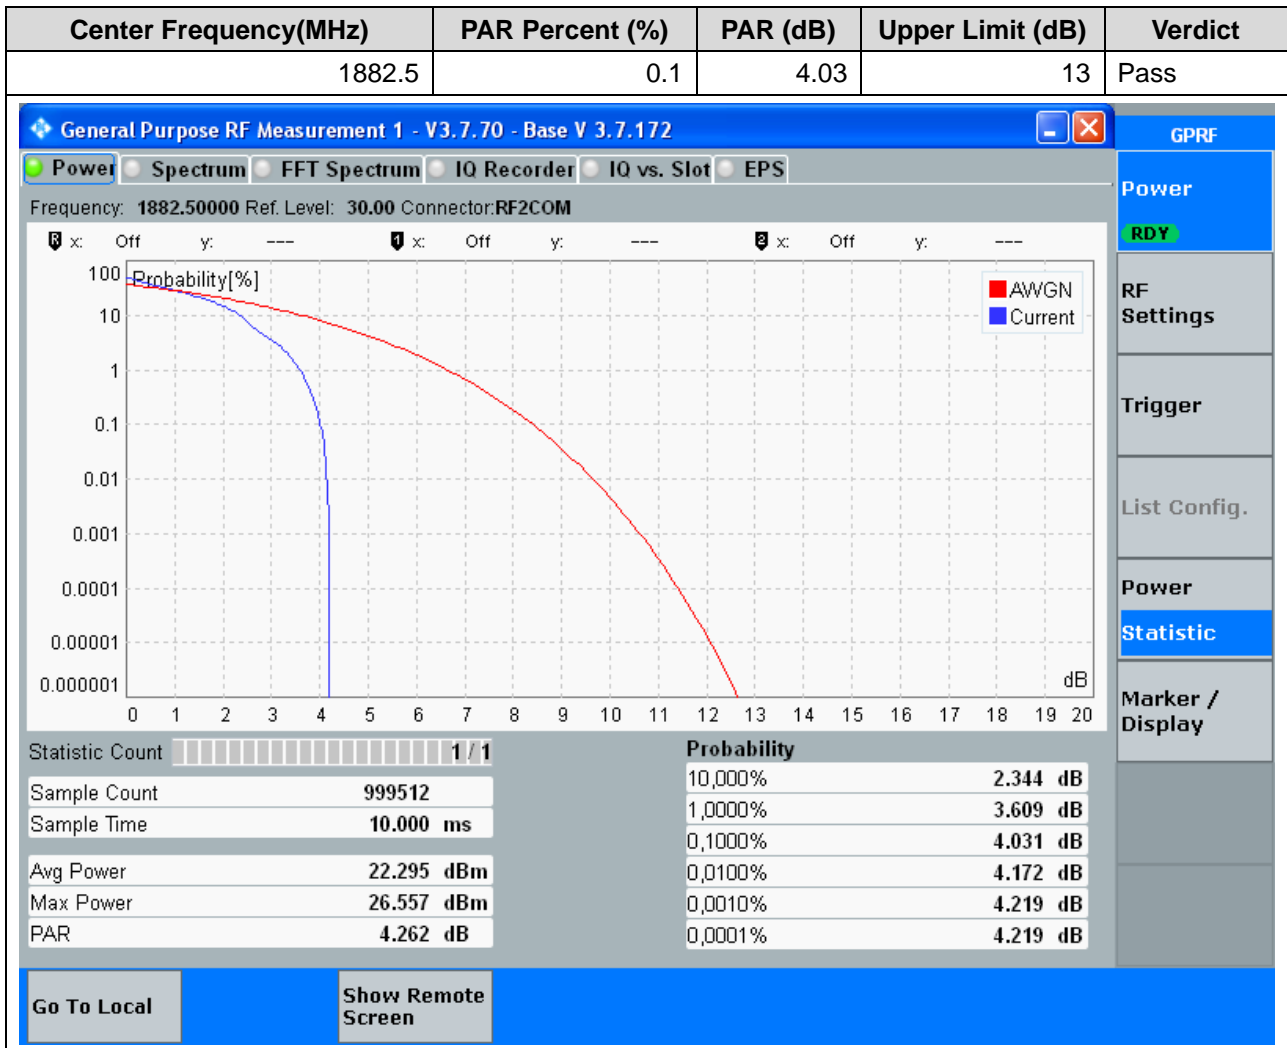 Center Frequency(MHz) PAR Percent (%) PAR (dB) Upper Limit (dB) Verdict
1882.5 0.1 4.03 13 Pass
General Purpose RF Measurement 1 - V3.7.70 - Base V 3.7.172
GPRF
Power Spectrum FFT Spectrum IQ Recorder IQ vs. Slot EPS
Power
RDY
Frequency: 1882.50000 Ref. Level: 30.00 Connector:RF2COM
R x: Off y: --- 1 x: Off y: --- 2 x: Off y: ---
Probability[%]
AWGN
Current
100
10
1
0.1
0.01
0.001
0.0001
0.00001
0.000001
dB
0 1 2 3 4 5 6 7 8 9 10 11 12 13 14 15 16 17 18 19 20
RF
Settings
Trigger
List Config.
Power
Statistic
Marker /
Display
Statistic Count 1 / 1
Sample Count 999512
Sample Time 10.000 ms
Avg Power 22.295 dBm
Max Power 26.557 dBm
PAR 4.262 dB
Probability
10,000% 2.344 dB
1,0000% 3.609 dB
0,1000% 4.031 dB
0,0100% 4.172 dB
0,0010% 4.219 dB
0,0001% 4.219 dB
Go To Local
Show Remote
Screen